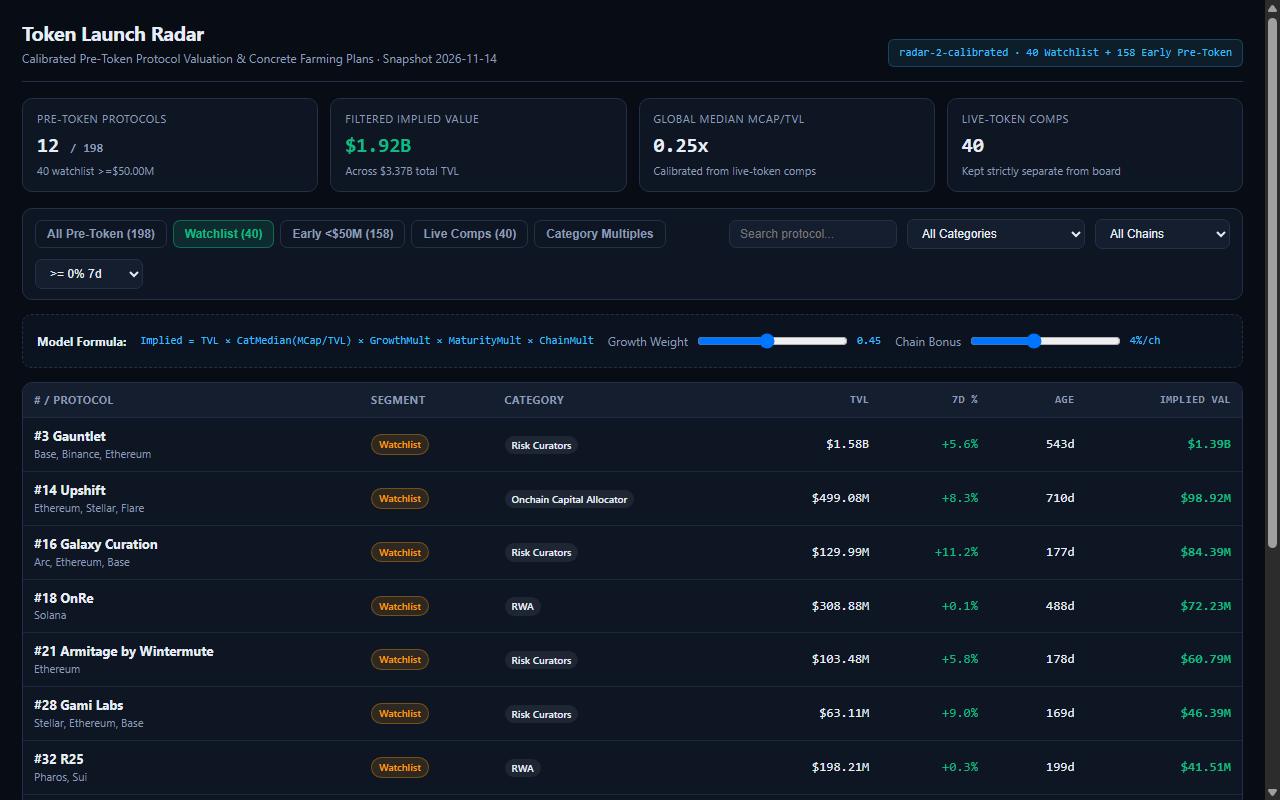 Token Launch Radar
Calibrated Pre-Token Protocol Valuation & Concrete Farming Plans · Snapshot 2026-11-14
radar-2-calibrated · 40 Watchlist + 158 Early Pre-Token
PRE-TOKEN PROTOCOLS
12 / 198
40 watchlist >=$50.00M
FILTERED IMPLIED VALUE
$1.92B
Across $3.37B total TVL
GLOBAL MEDIAN MCAP/TVL
0.25x
Calibrated from live-token comps
LIVE-TOKEN COMPS
40
Kept strictly separate from board
All Pre-Token (198) Watchlist (40) Early <$50M (158) Live Comps (40) Category Multiples Search protocol... All Categories All Chains
>= 0% 7d
Model Formula: Implied = TVL × CatMedian(MCap/TVL) × GrowthMult × MaturityMult × ChainMult Growth Weight 0.45 Chain Bonus 4%/ch
# / PROTOCOL SEGMENT CATEGORY TVL 7D % AGE IMPLIED VAL
#3 Gauntlet Watchlist Risk Curators $1.58B +5.6% 543d $1.39B
Base, Binance, Ethereum
#14 Upshift Watchlist Onchain Capital Allocator $499.08M +8.3% 710d $98.92M
Ethereum, Stellar, Flare
#16 Galaxy Curation Watchlist Risk Curators $129.99M +11.2% 177d $84.39M
Arc, Ethereum, Base
#18 OnRe Watchlist RWA $308.88M +0.1% 488d $72.23M
Solana
#21 Armitage by Wintermute Watchlist Risk Curators $103.48M +5.8% 178d $60.79M
Ethereum
#28 Gami Labs Watchlist Risk Curators $63.11M +9.0% 169d $46.39M
Stellar, Ethereum, Base
#32 R25 Watchlist RWA $198.21M +0.3% 199d $41.51M
Pharos, Sui